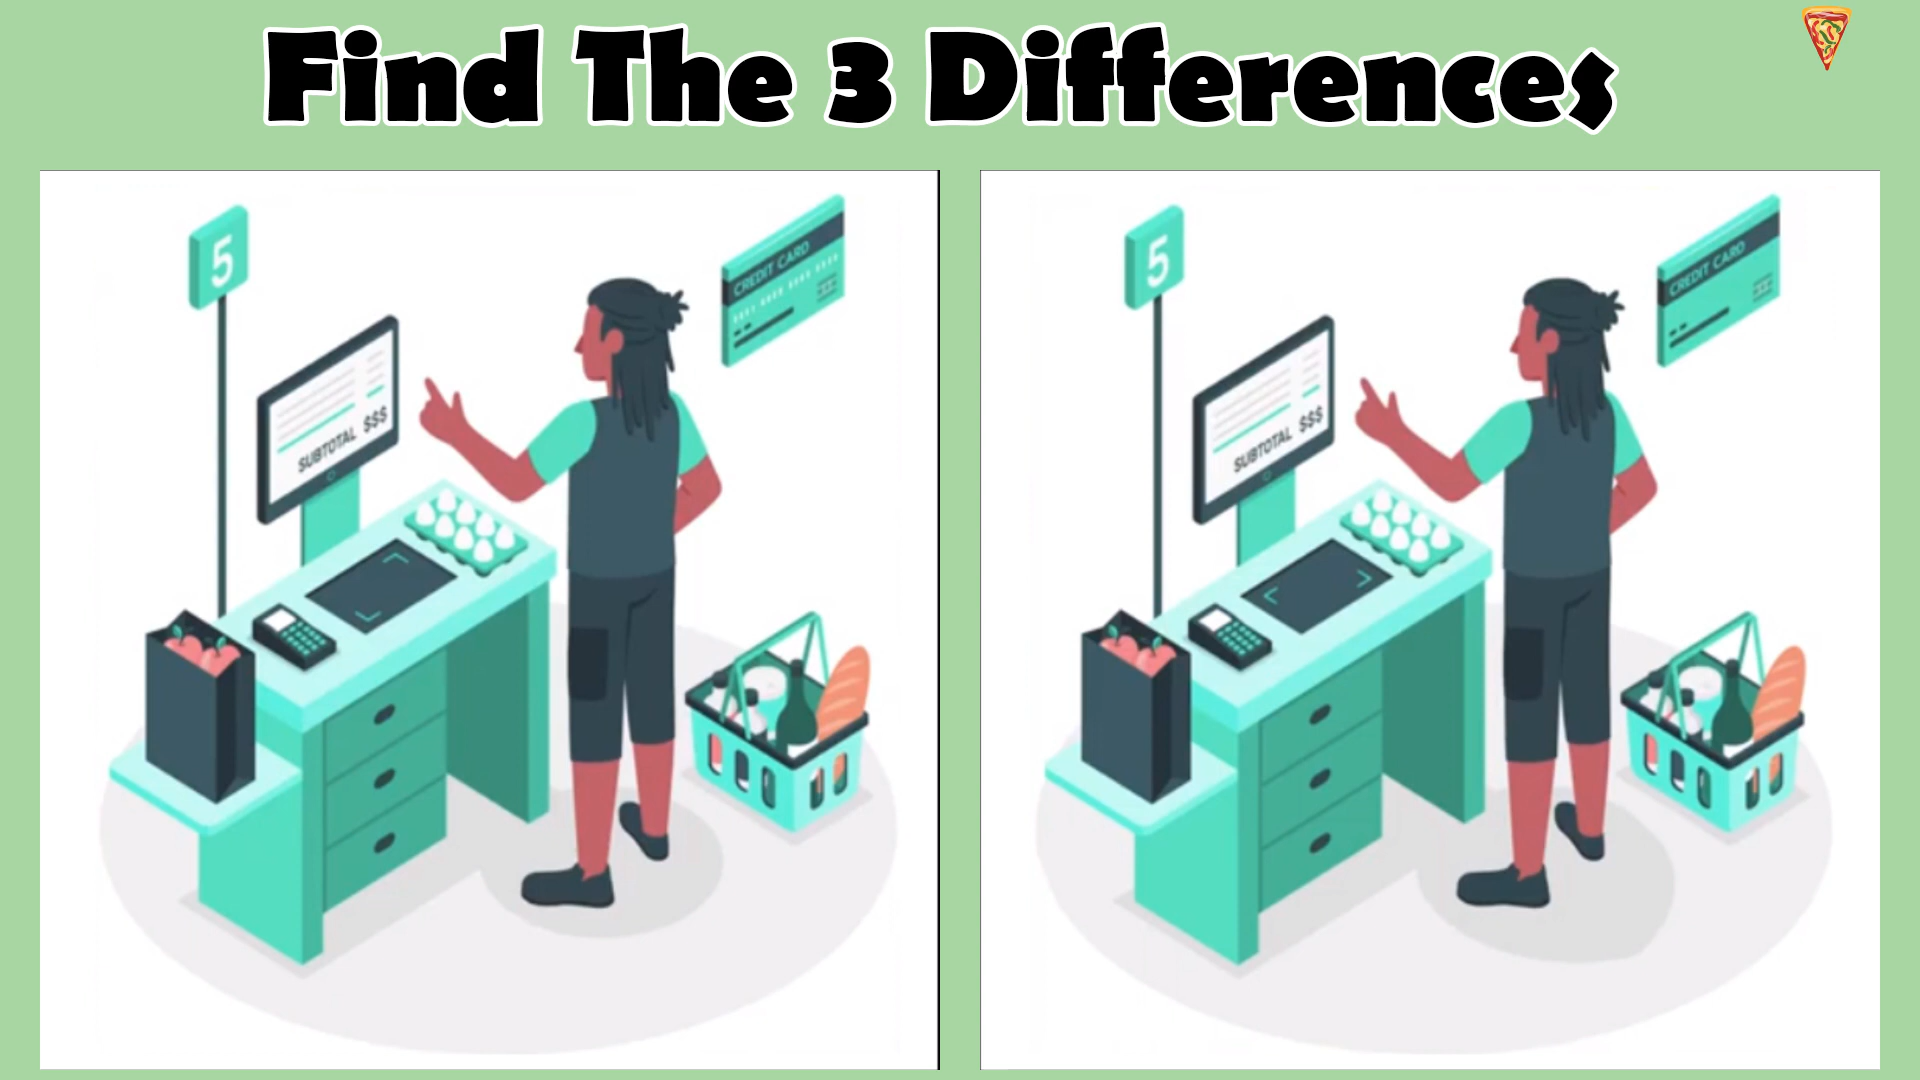 Find The 3 Differences
5
CREDIT CARD
SUBTOTAL $$$
5
CREDIT CARD
SUBTOTAL $$$